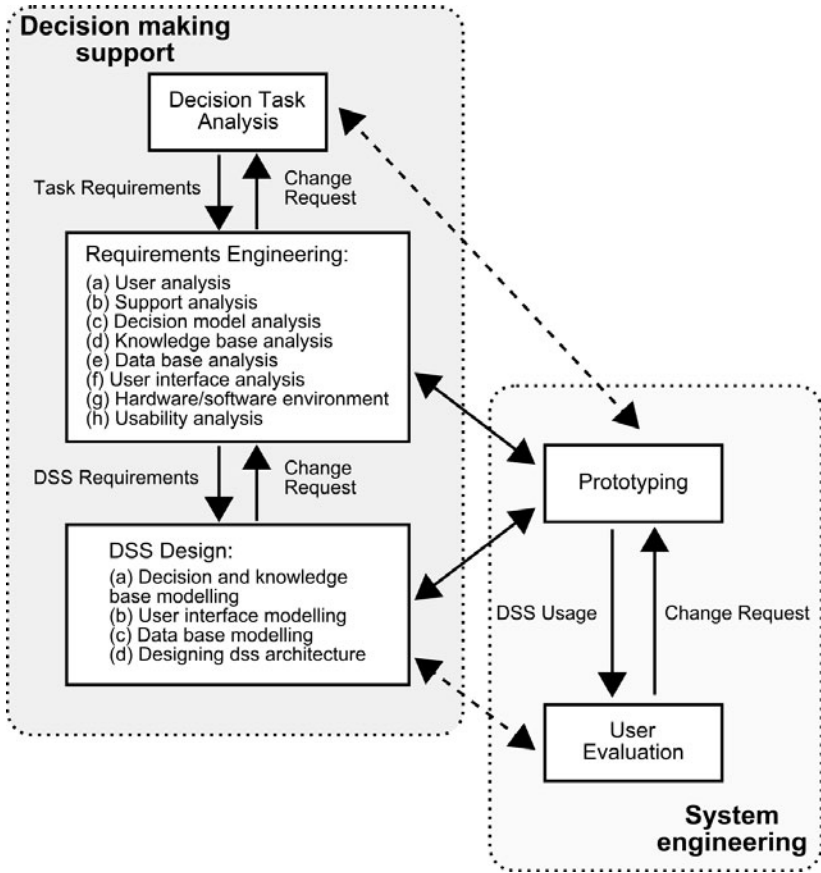 Decision making
support
Decision Task
Analysis
Task Requirements
Change
Request
Requirements Engineering:
(a) User analysis
(b) Support analysis
(c) Decision model analysis
(d) Knowledge base analysis
(e) Data base analysis
(f) User interface analysis
(g) Hardware/software environment
(h) Usability analysis
DSS Requirements
Change
Request
DSS Design:
(a) Decision and knowledge
base modelling
(b) User interface modelling
(c) Data base modelling
(d) Designing dss architecture
Prototyping
DSS Usage
Change Request
User
Evaluation
System
engineering